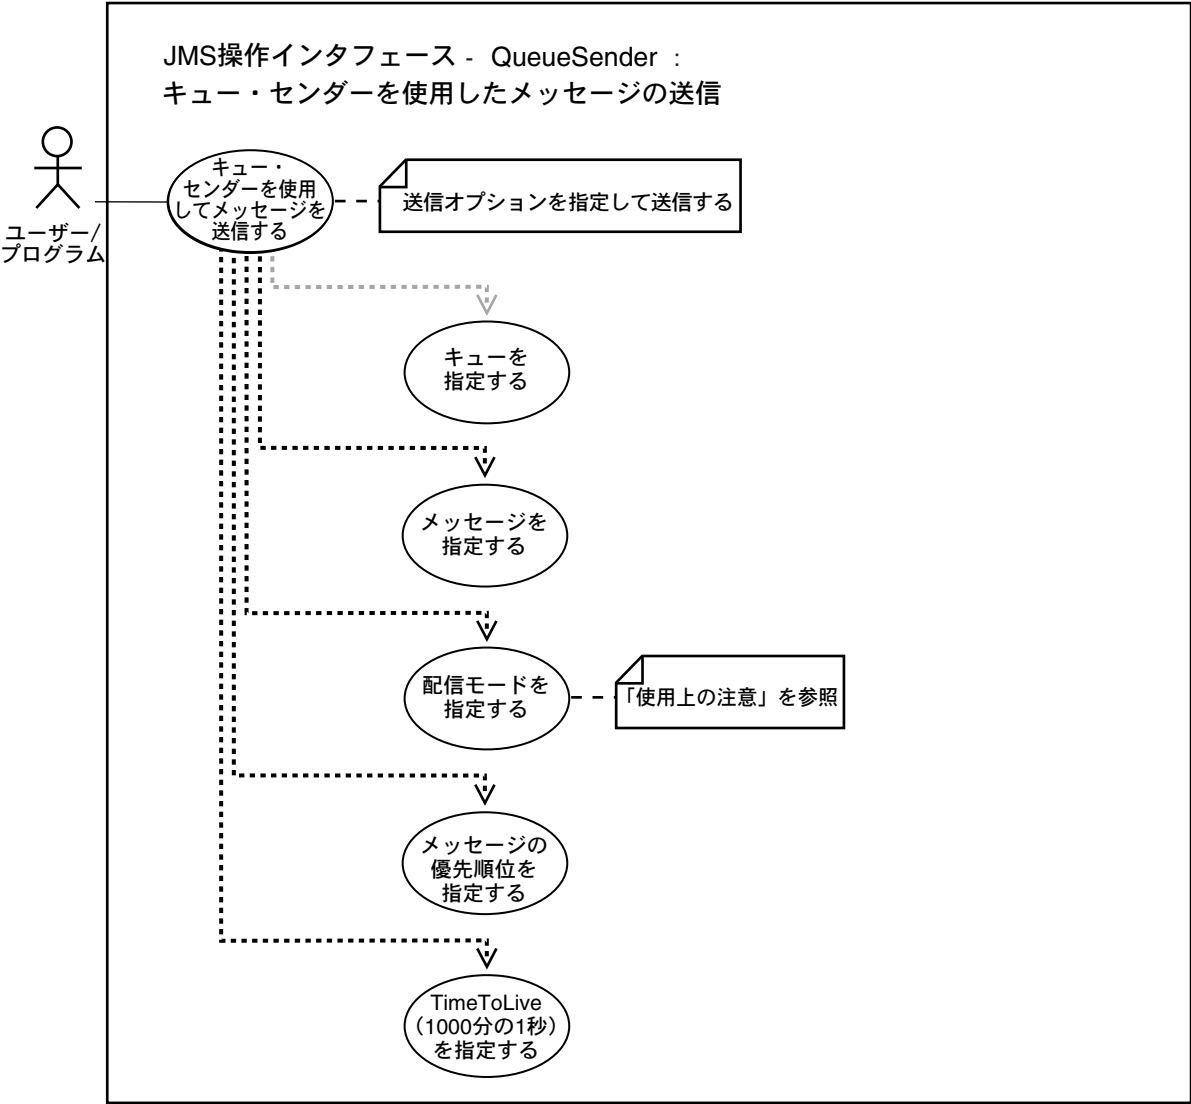 JMS操作インタフェース - QueueSender :
キュー・センダーを使用したメッセージの送信
キュー・
センダーを使用
してメッセージを
送信する
送信オプションを指定して送信する
ユーザー/
プログラム
キューを
指定する
メッセージを
指定する
配信モードを
指定する
「使用上の注意」を参照
メッセージの
優先順位を
指定する
TimeToLive
（1000分の1秒）
を指定する